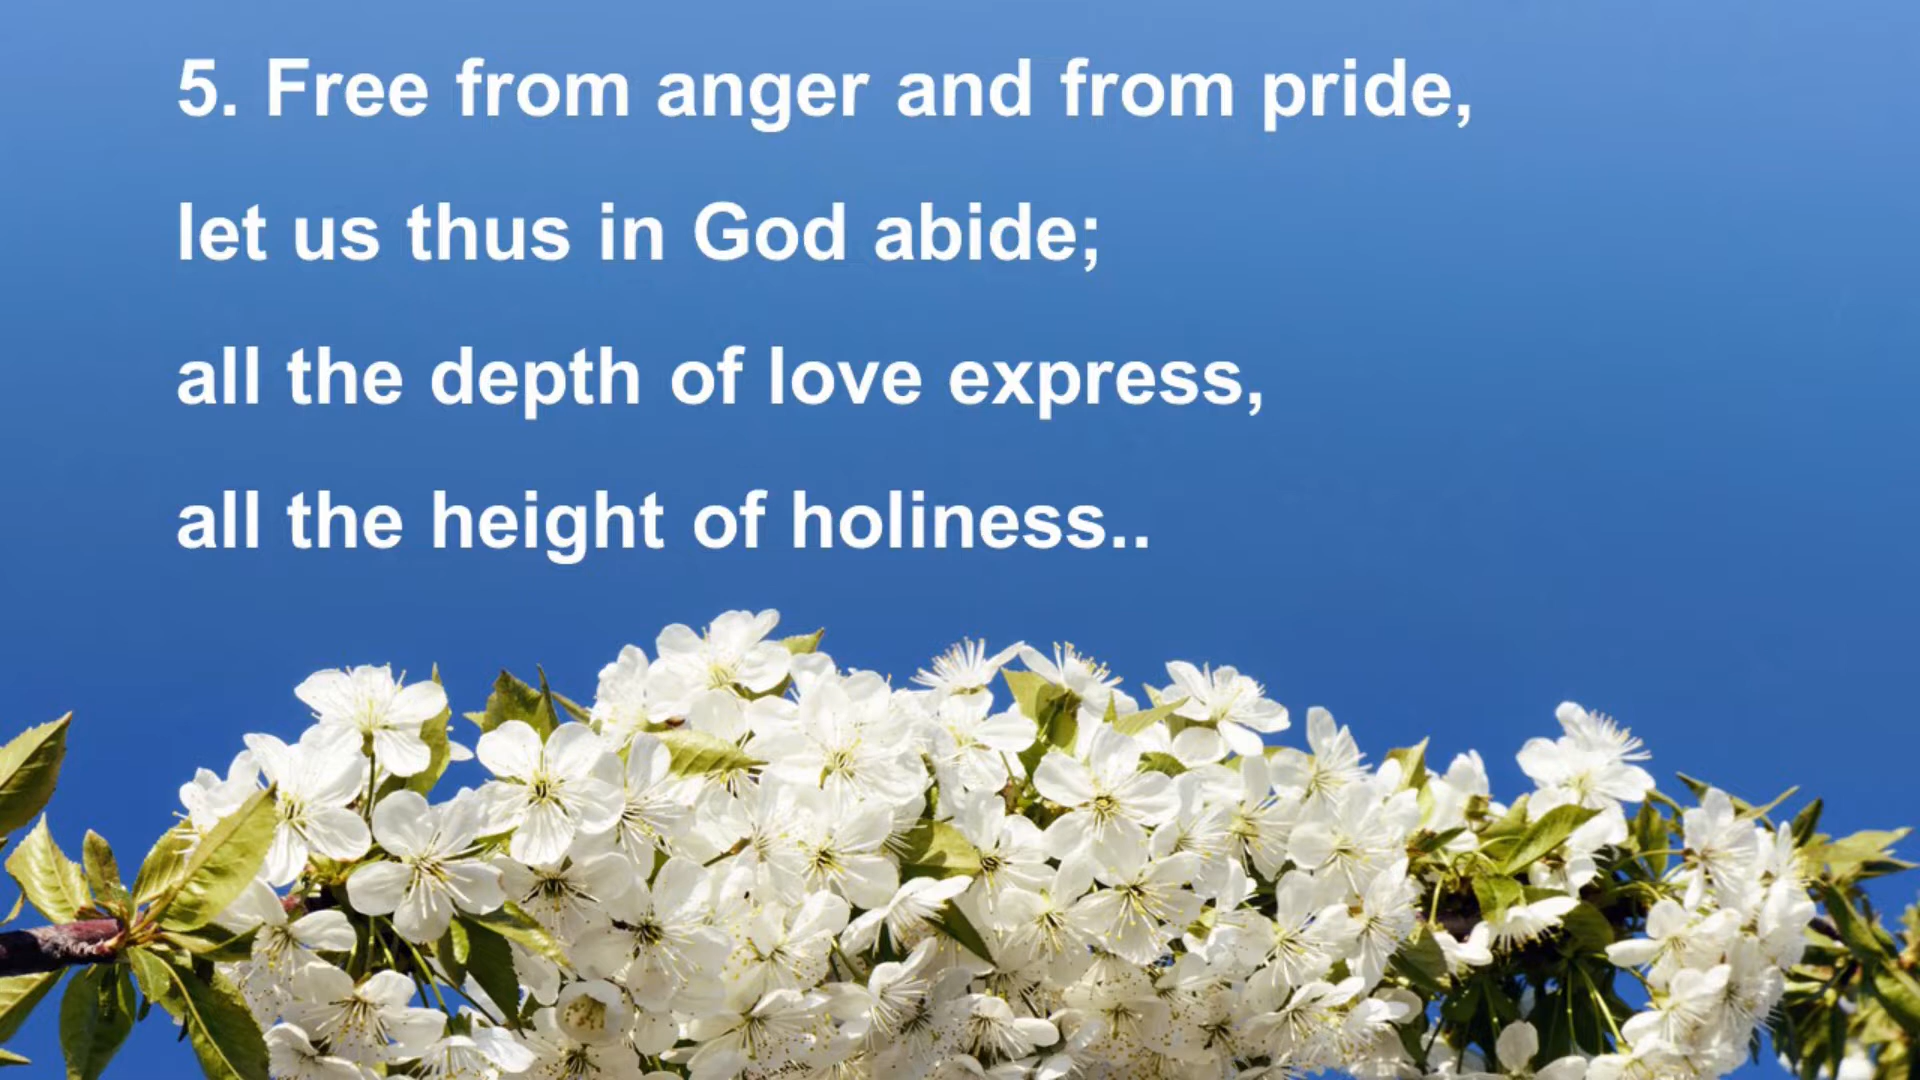 5. Free from anger and from pride,
let us thus in God abide;
all the depth of love express,
all the height of holiness..